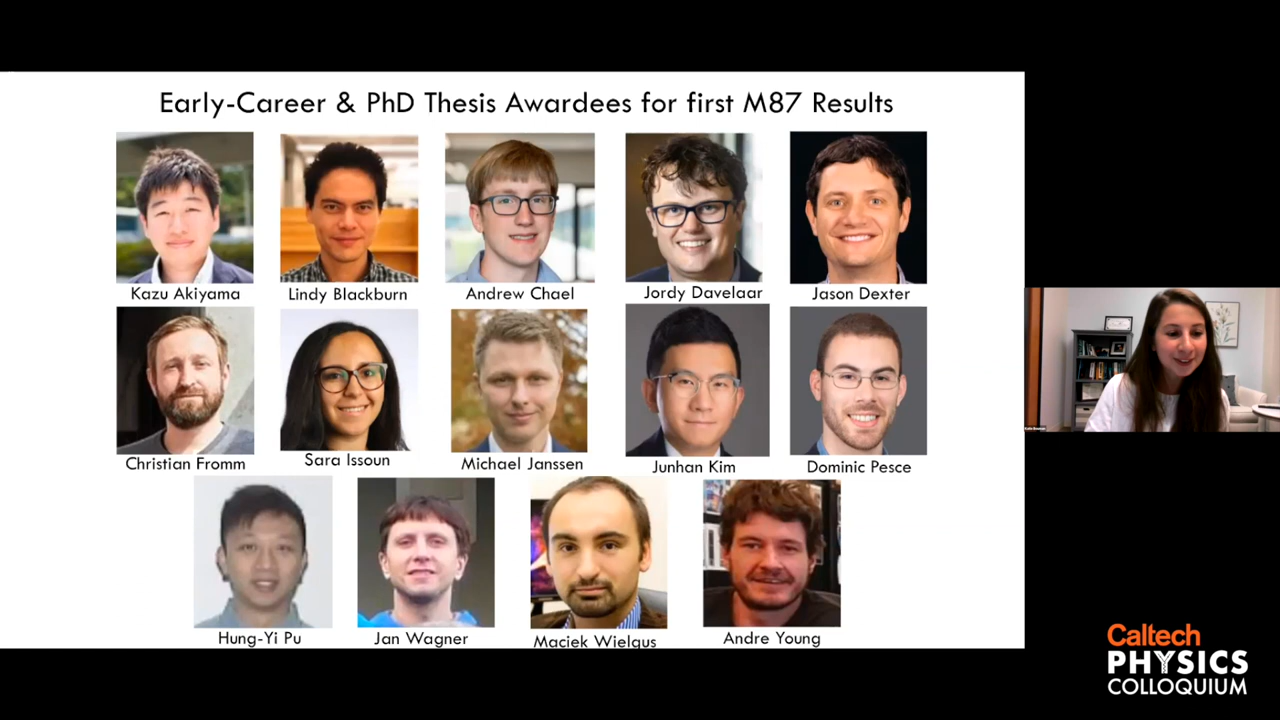 Early-Career & PhD Thesis Awardees for first M87 Results
Kazu Akiyama
Lindy Blackburn
Andrew Chael
Jordy Davelaar
Jason Dexter
Christian Fromm
Sara Issoun
Michael Janssen
Junhan Kim
Dominic Pesce
Hung-Yi Pu
Jan Wagner
Maciek Wielgus
Andre Young
Caltech
PHYSICS
COLLOQUIUM